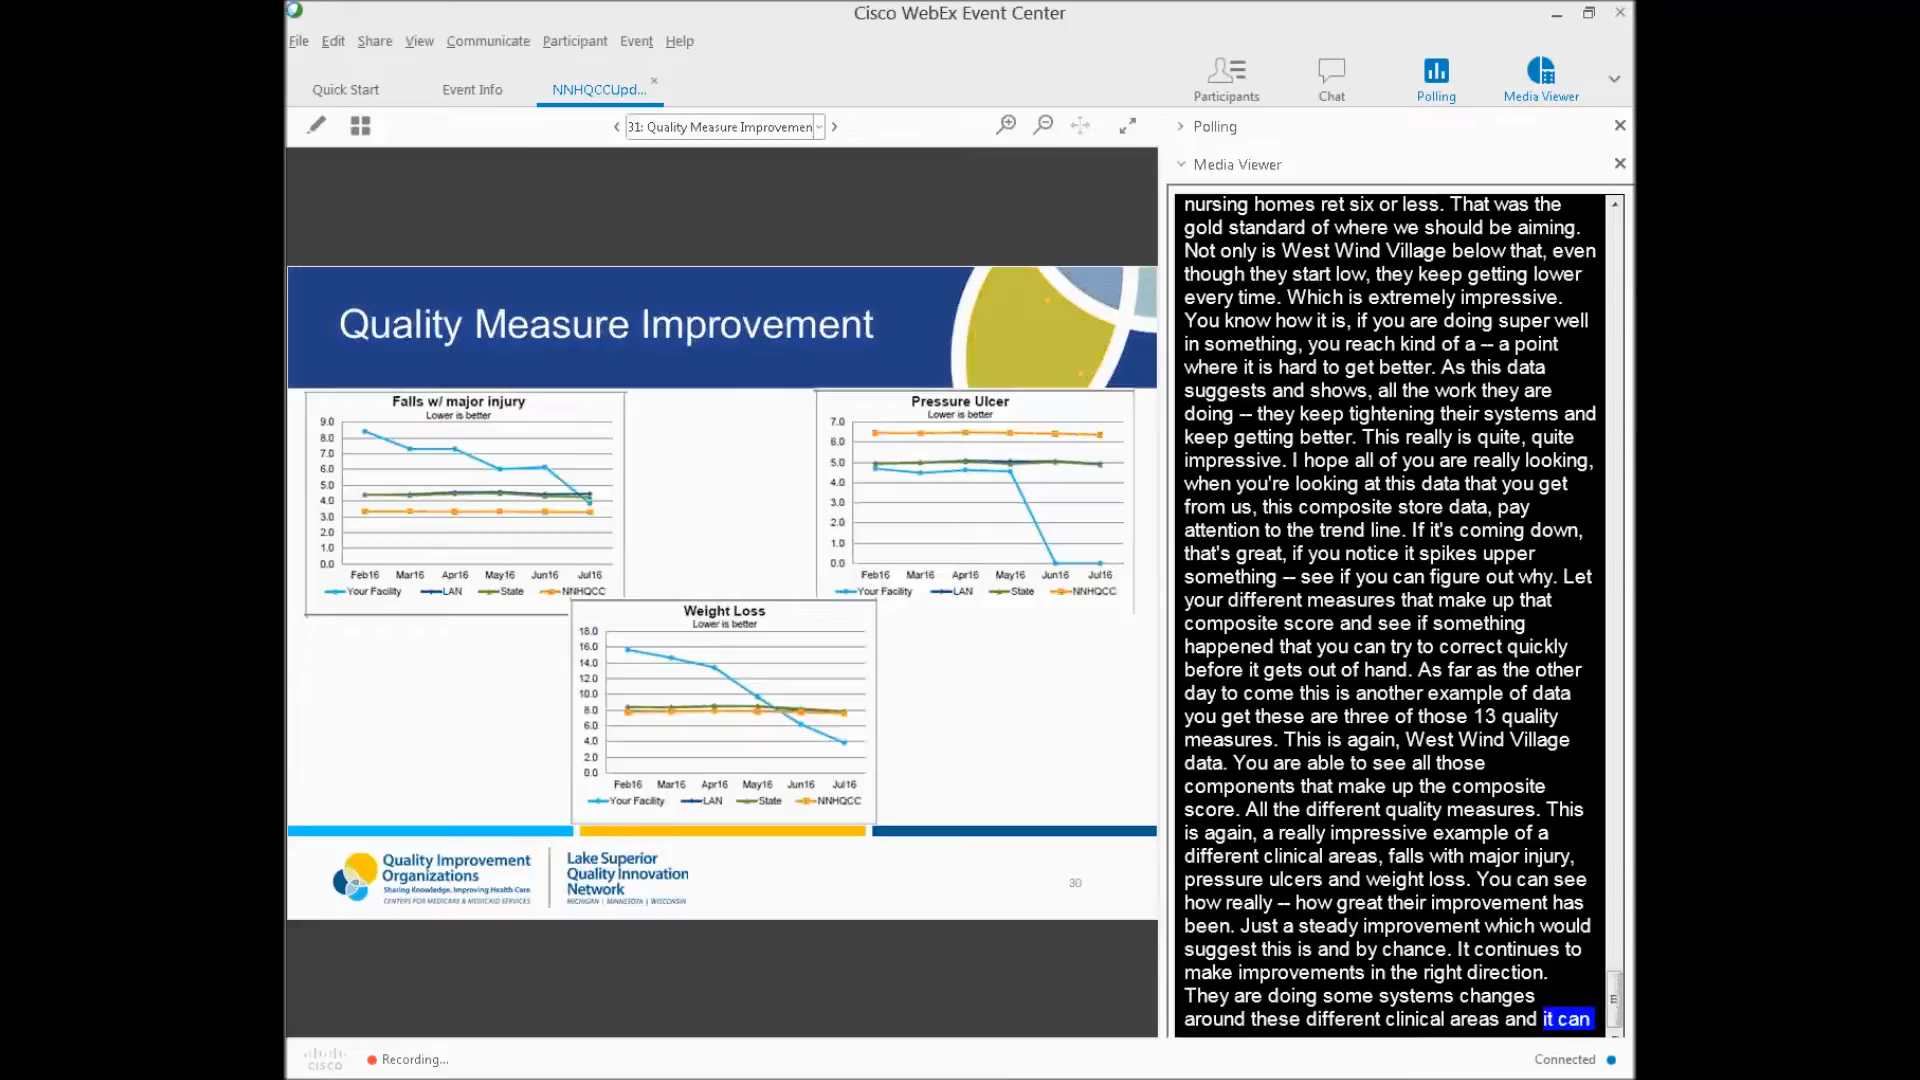 Cisco WebEx Event Center
File Edit Share View Communicate Participant Event Help
Quick Start Event Info NNHQCCUpd...
Participants Chat Polling Media Viewer
31: Quality Measure Improvemen
Polling
Media Viewer
Quality Measure Improvement
Falls w/ major injury
Lower is better
9.0
8.0
7.0
6.0
5.0
4.0
3.0
2.0
1.0
0.0
Feb16 Mar16 Apr16 May16 Jun16 Jul16
Your Facility LAN State NNHQCC
Pressure Ulcer
Lower is better
7.0
6.0
5.0
4.0
3.0
2.0
1.0
0.0
Feb16 Mar16 Apr16 May16 Jun16 Jul16
Your Facility LAN State NNHQCC
Weight Loss
Lower is better
18.0
16.0
14.0
12.0
10.0
8.0
6.0
4.0
2.0
0.0
Feb16 Mar16 Apr16 May16 Jun16 Jul16
Your Facility LAN State NNHQCC
Quality Improvement
Organizations
Sharing Knowledge. Improving Health Care.
CENTERS FOR MEDICARE & MEDICAID SERVICES
Lake Superior
Quality Innovation
Network
MICHIGAN | MINNESOTA | WISCONSIN
30
nursing homes ret six or less. That was the
gold standard of where we should be aiming.
Not only is West Wind Village below that, even
though they start low, they keep getting lower
every time. Which is extremely impressive.
You know how it is, if you are doing super well
in something, you reach kind of a -- a point
where it is hard to get better. As this data
suggests and shows, all the work they are
doing -- they keep tightening their systems and
keep getting better. This really is quite, quite
impressive. I hope all of you are really looking,
when you're looking at this data that you get
from us, this composite store data, pay
attention to the trend line. If it's coming down,
that's great, if you notice it spikes upper
something -- see if you can figure out why. Let
your different measures that make up that
composite score and see if something
happened that you can try to correct quickly
before it gets out of hand. As far as the other
day to come this is another example of data
you get these are three of those 13 quality
measures. This is again, West Wind Village
data. You are able to see all those
components that make up the composite
score. All the different quality measures. This
is again, a really impressive example of a
different clinical areas, falls with major injury,
pressure ulcers and weight loss. You can see
how really -- how great their improvement has
been. Just a steady improvement which would
suggest this is and by chance. It continues to
make improvements in the right direction.
They are doing some systems changes
around these different clinical areas and it can
CISCO
Recording...
Connected